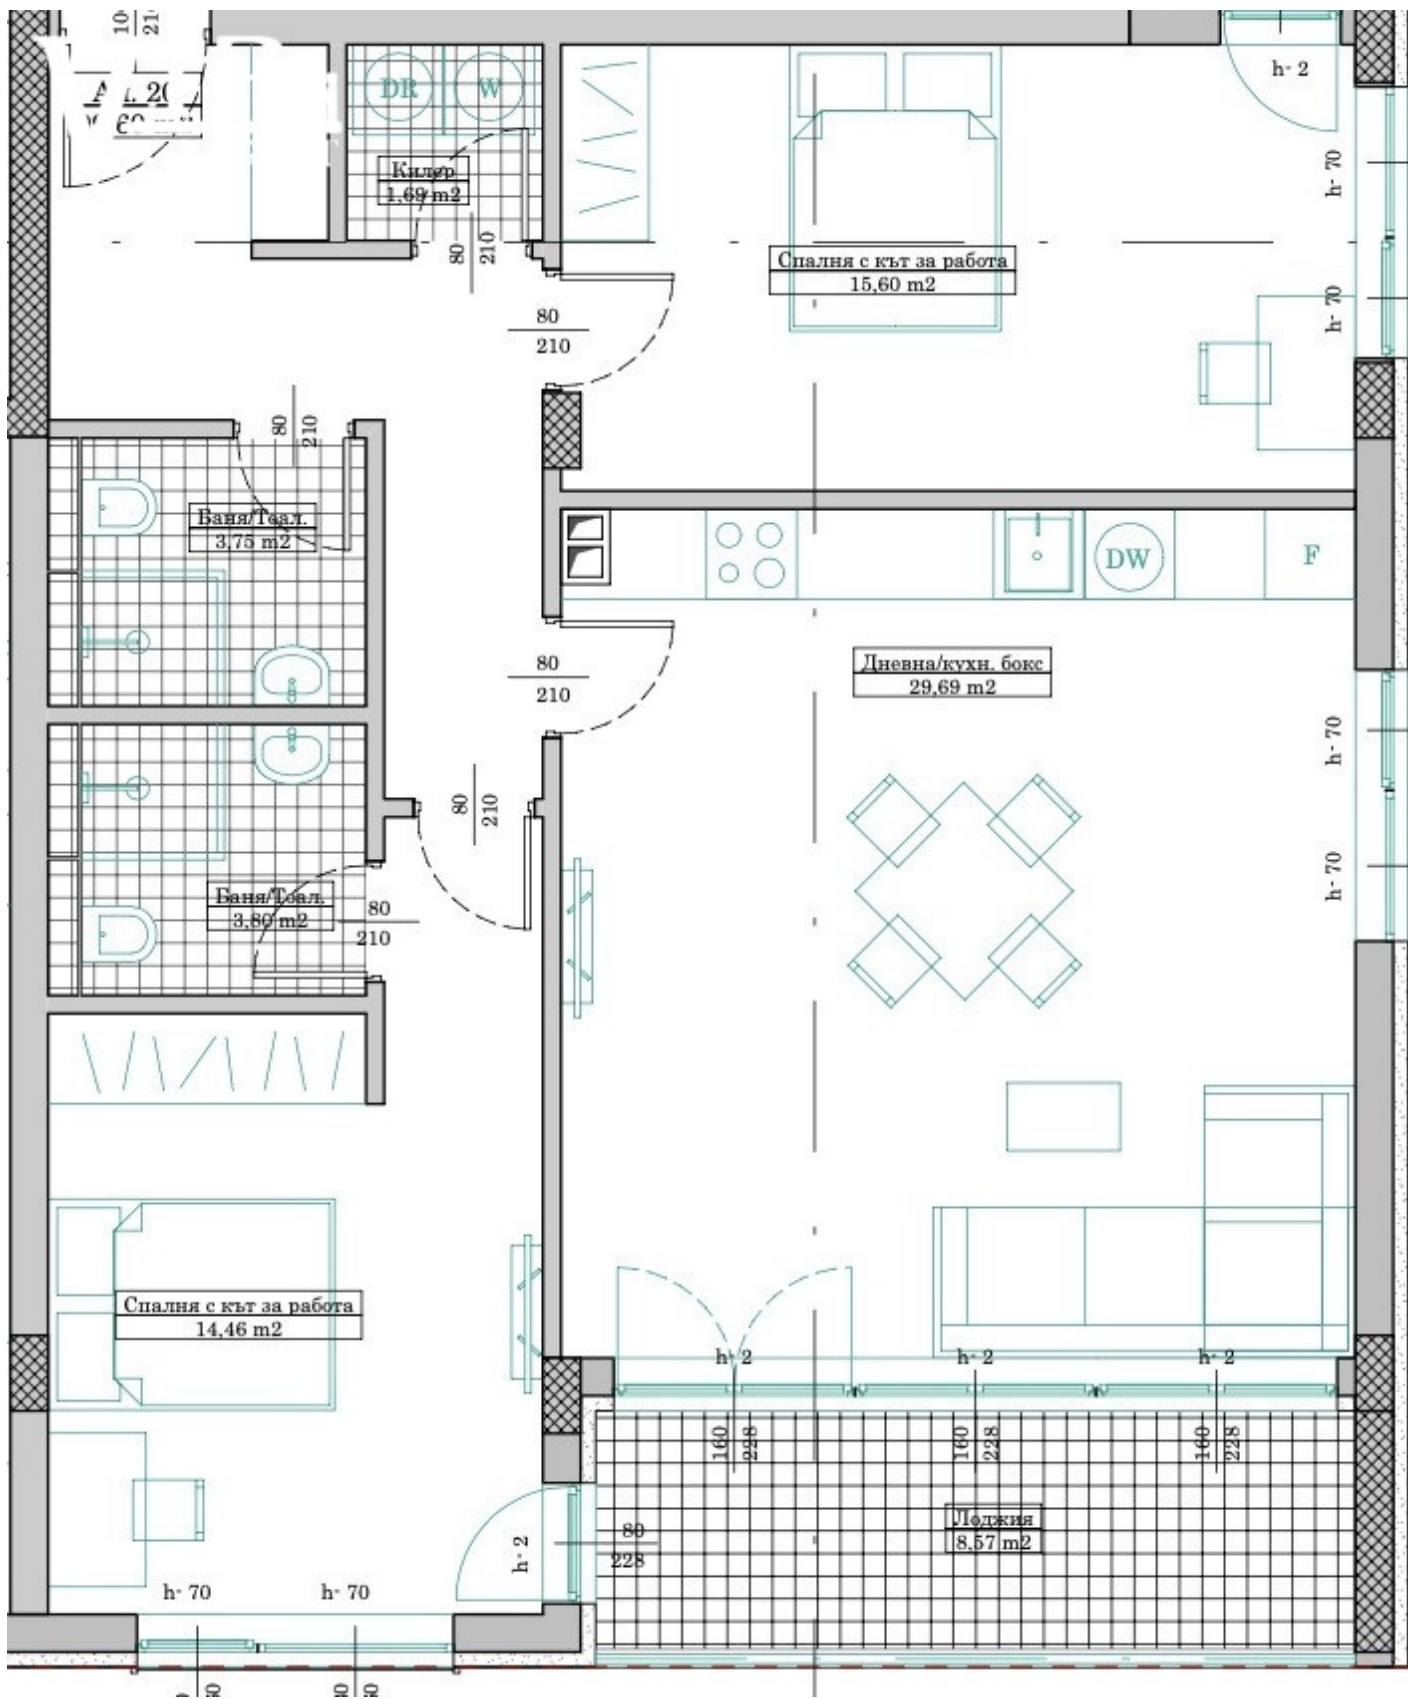 210
DR
W
h- 2
Килер
1,69 m2
h- 70
80
210
Спалня с кът за работа
15,60 m2
80
210
h- 70
80
210
Баня/Тоал.
3,75 m2
DW
F
80
210
Дневна/кухн. бокс
29,69 m2
h- 70
80
210
h- 70
Баня/Тоал.
3,80 m2
80
210
Спалня с кът за работа
14,46 m2
h- 2
h- 2
h- 2
160
228
160
228
160
228
h- 2
80
228
Лоджия
8,57 m2
h- 70
h- 70